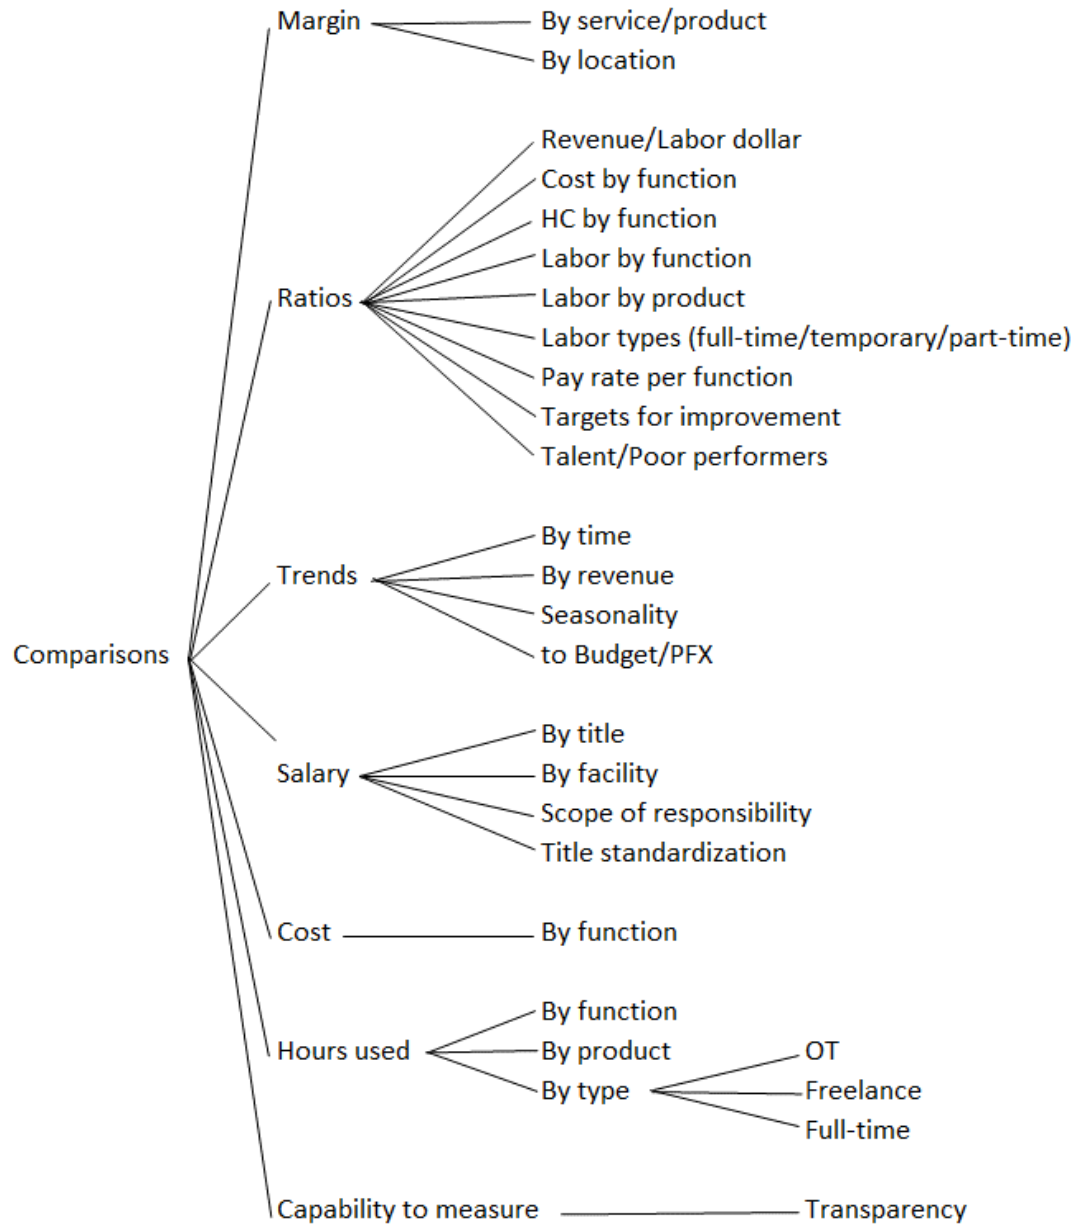 Margin
By service/product
By location
Revenue/Labor dollar
Cost by function
HC by function
Labor by function
Ratios
Labor by product
Labor types (full-time/temporary/part-time)
Pay rate per function
Targets for improvement
Talent/Poor performers
By time
Trends
By revenue
Seasonality
Comparisons
to Budget/PFX
By title
Salary
By facility
Scope of responsibility
Title standardization
Cost
By function
By function
Hours used
By product
OT
By type
Freelance
Full-time
Capability to measure
Transparency